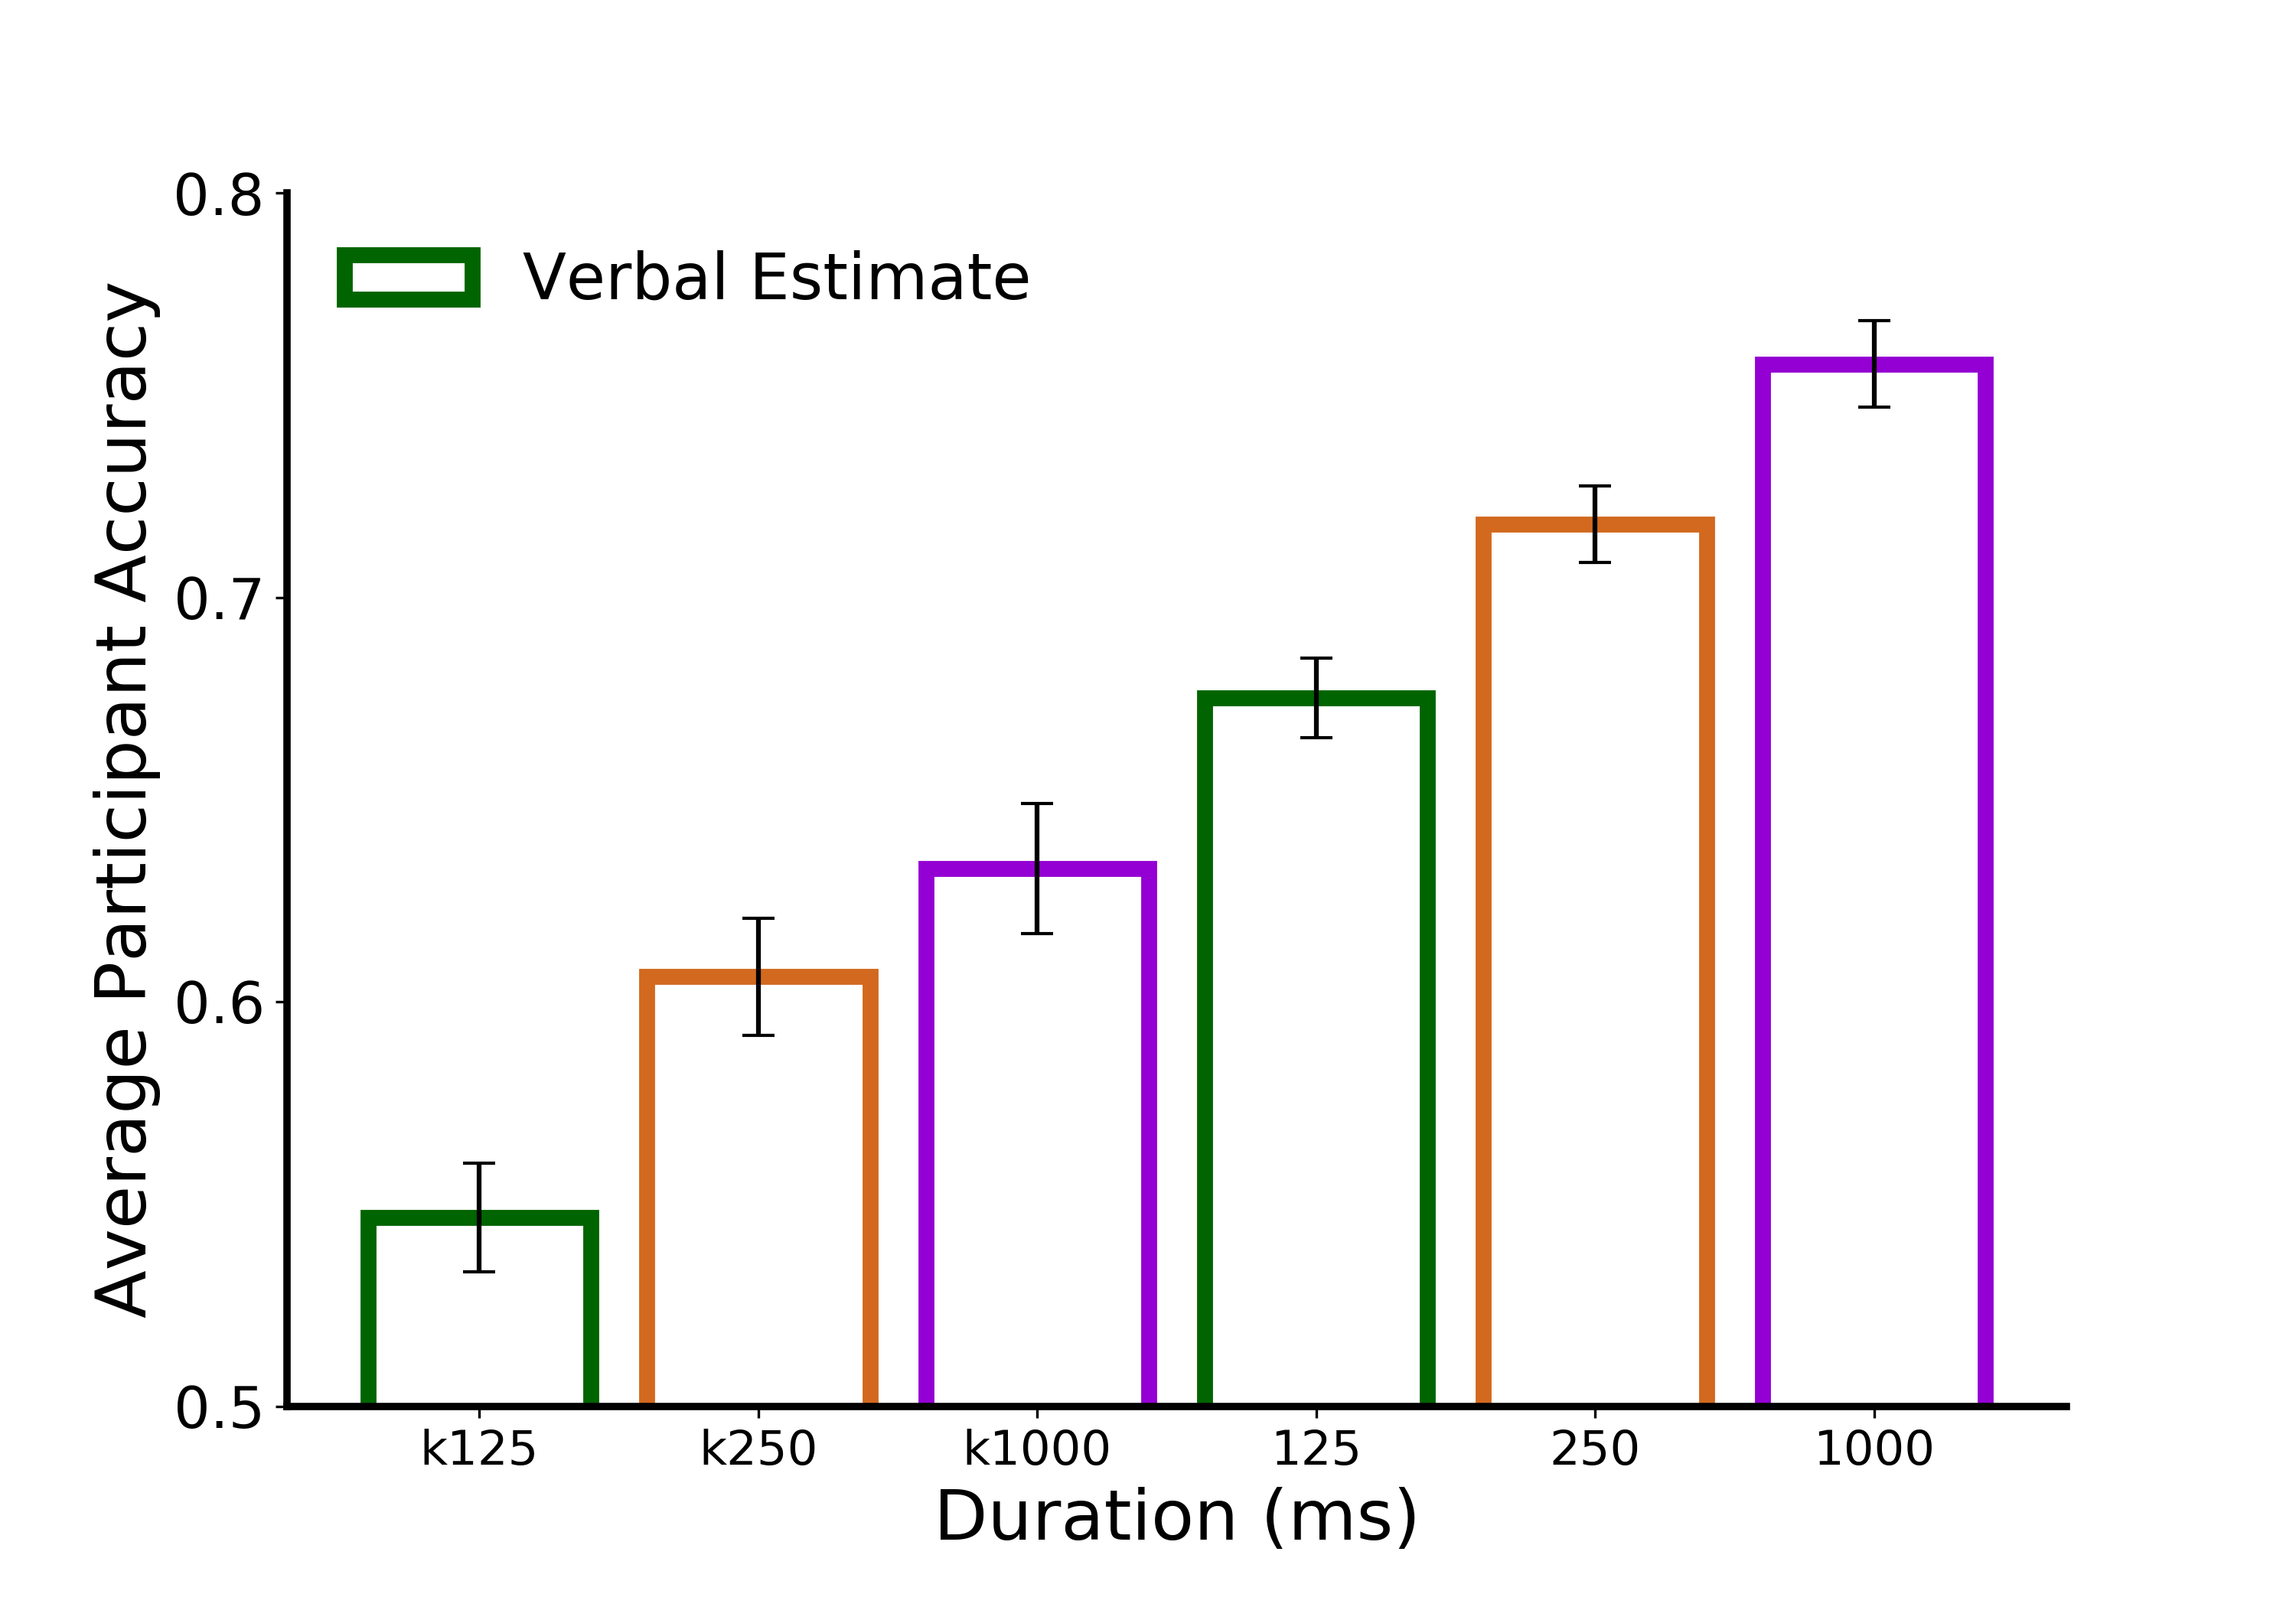 0.8
Verbal Estimate
0.7
0.6
0.5
Average Participant Accuracy
k125 k250 k1000 125 250 1000
Duration (ms)